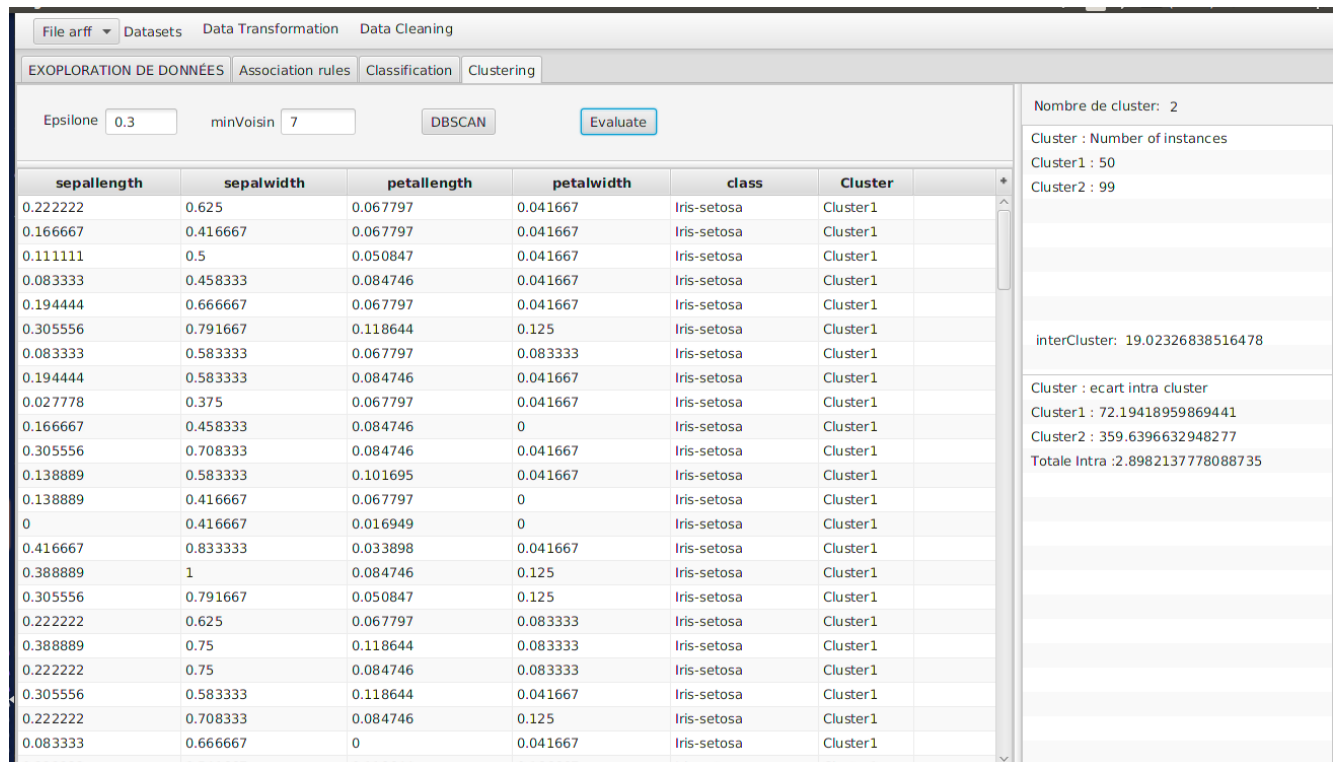 File arff Datasets Data Transformation Data Cleaning
EXOPLORATION DE DONNÉES Association rules Classification Clustering
Epsilone 0.3 minVoisin 7 DBSCAN Evaluate
sepallength sepalwidth petallength petalwidth class Cluster +
0.222222 0.625 0.067797 0.041667 Iris-setosa Cluster1
0.166667 0.416667 0.067797 0.041667 Iris-setosa Cluster1
0.111111 0.5 0.050847 0.041667 Iris-setosa Cluster1
0.083333 0.458333 0.084746 0.041667 Iris-setosa Cluster1
0.194444 0.666667 0.067797 0.041667 Iris-setosa Cluster1
0.305556 0.791667 0.118644 0.125 Iris-setosa Cluster1
0.083333 0.583333 0.067797 0.083333 Iris-setosa Cluster1
0.194444 0.583333 0.084746 0.041667 Iris-setosa Cluster1
0.027778 0.375 0.067797 0.041667 Iris-setosa Cluster1
0.166667 0.458333 0.084746 0 Iris-setosa Cluster1
0.305556 0.708333 0.084746 0.041667 Iris-setosa Cluster1
0.138889 0.583333 0.101695 0.041667 Iris-setosa Cluster1
0.138889 0.416667 0.067797 0 Iris-setosa Cluster1
0 0.416667 0.016949 0 Iris-setosa Cluster1
0.416667 0.833333 0.033898 0.041667 Iris-setosa Cluster1
0.388889 1 0.084746 0.125 Iris-setosa Cluster1
0.305556 0.791667 0.050847 0.125 Iris-setosa Cluster1
0.222222 0.625 0.067797 0.083333 Iris-setosa Cluster1
0.388889 0.75 0.118644 0.083333 Iris-setosa Cluster1
0.222222 0.75 0.084746 0.083333 Iris-setosa Cluster1
0.305556 0.583333 0.118644 0.041667 Iris-setosa Cluster1
0.222222 0.708333 0.084746 0.125 Iris-setosa Cluster1
0.083333 0.666667 0 0.041667 Iris-setosa Cluster1
Nombre de cluster: 2
Cluster : Number of instances
Cluster1 : 50
Cluster2 : 99
interCluster: 19.02326838516478
Cluster : ecart intra cluster
Cluster1 : 72.19418959869441
Cluster2 : 359.6396632948277
Totale Intra :2.8982137778088735